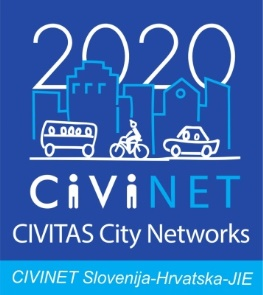 2020
CiViNET
CIVITAS City Networks
CIVINET Slovenija-Hrvatska-JIE